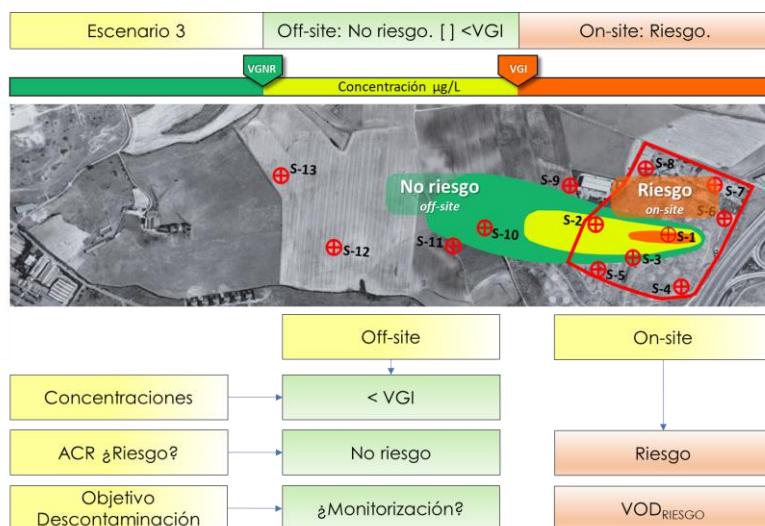 Escenario 3
Off-site: No riesgo. [ ] <VGI
On-site: Riesgo.
VGNR
VGI
Concentración µg/L
S-8
S-13
S-9
No riesgo
off-site
Riesgo
on-site
S-7
S-6
S-2
S-1
S-10
S-11
S-12
S-3
S-5
S-4
Off-site
On-site
Concentraciones
< VGI
ACR ¿Riesgo?
No riesgo
Riesgo
Objetivo
Descontaminación
¿Monitorización?
VOD RIESGO